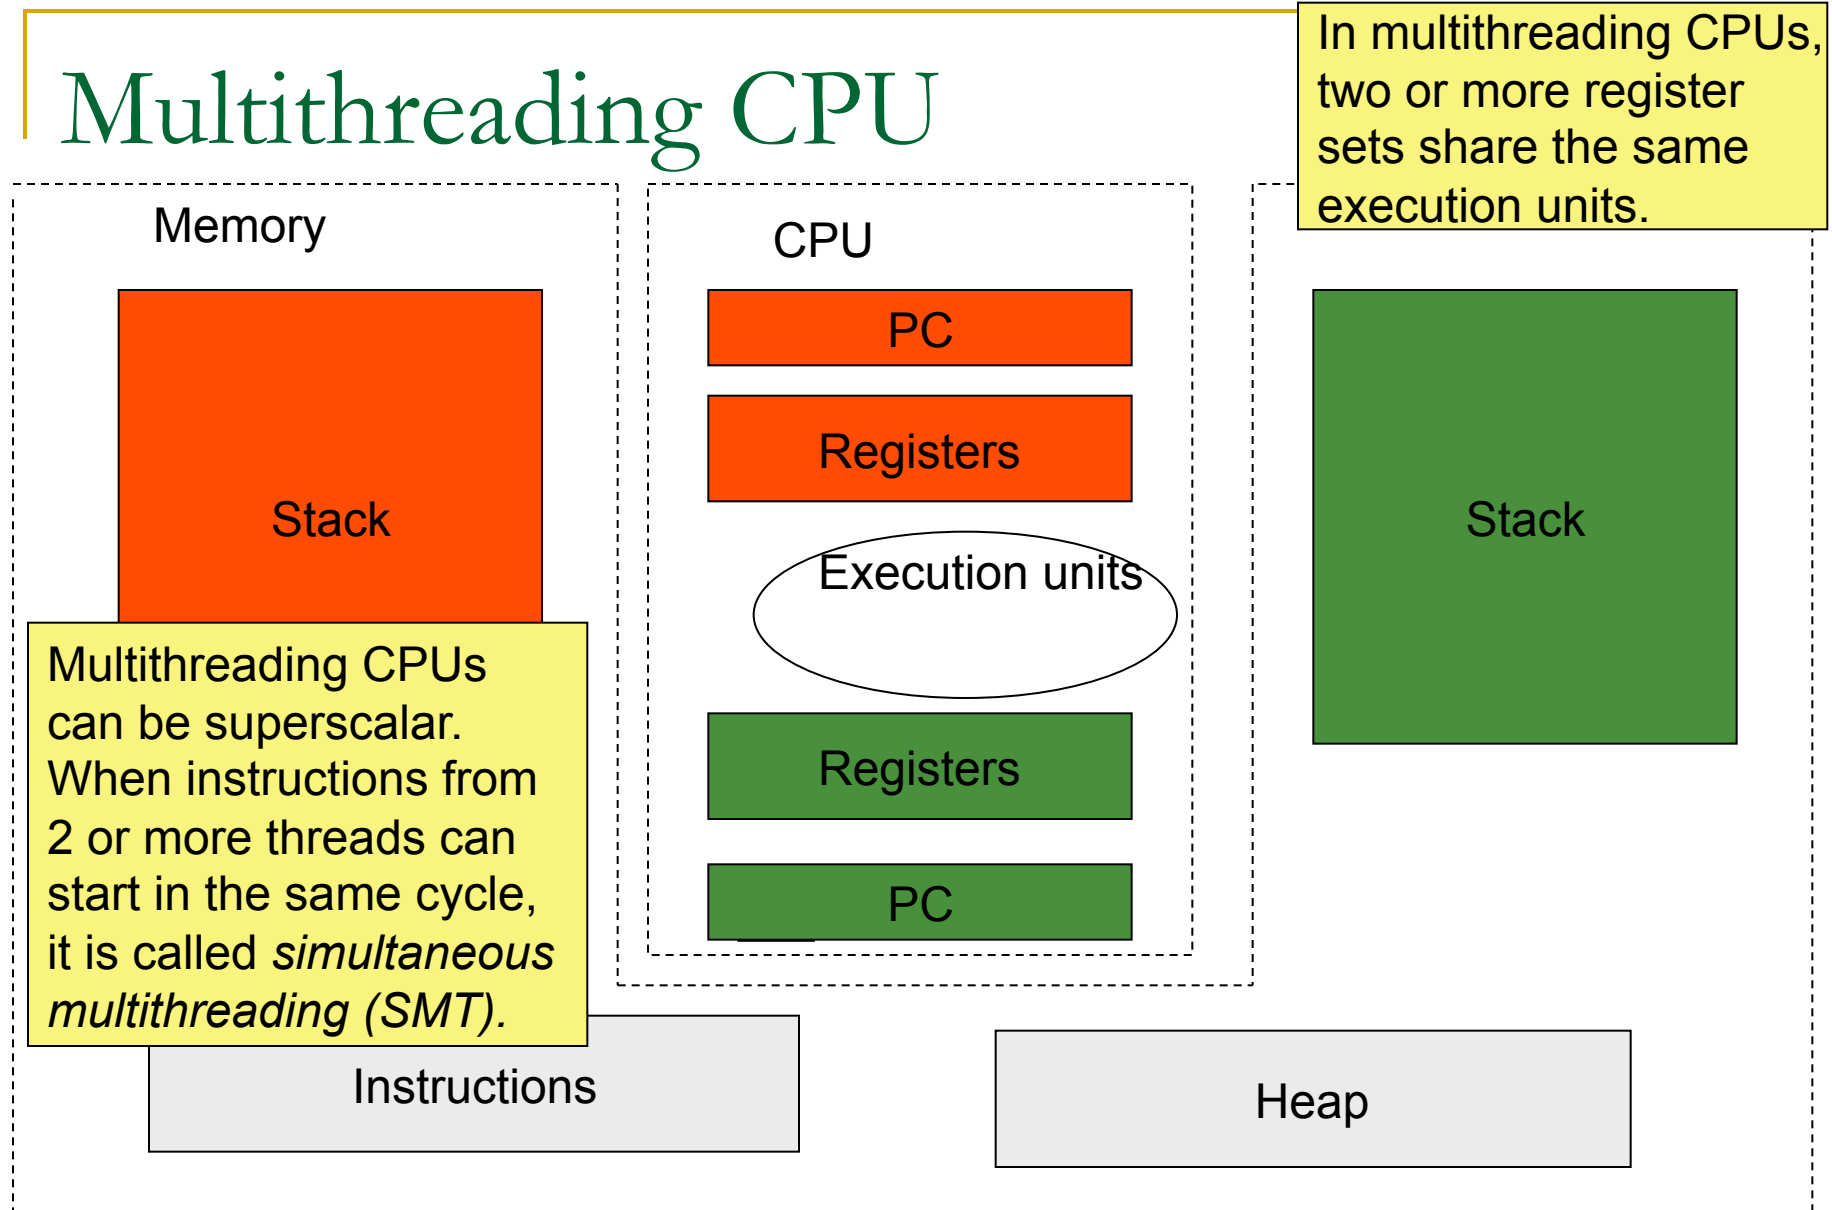 Multithreading CPU
In multithreading CPUs,
two or more register
sets share the same
execution units.
Memory
CPU
PC
Registers
Stack
Execution units
Stack
Multithreading CPUs
can be superscalar.
When instructions from
2 or more threads can
start in the same cycle,
it is called simultaneous
multithreading (SMT).
Registers
PC
Instructions
Heap